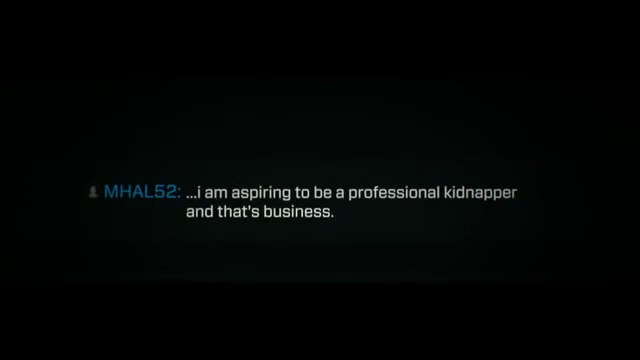 MHAL52: ...i am aspiring to be a professional kidnapper
and that's business.